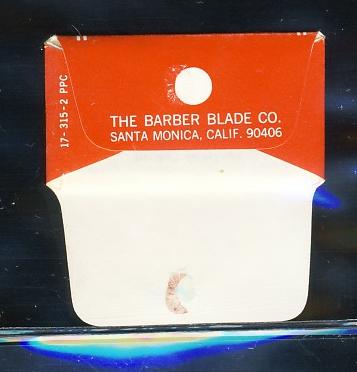 THE BARBER BLADE CO.
SANTA MONICA, CALIF. 90406
17-315-2 PPC